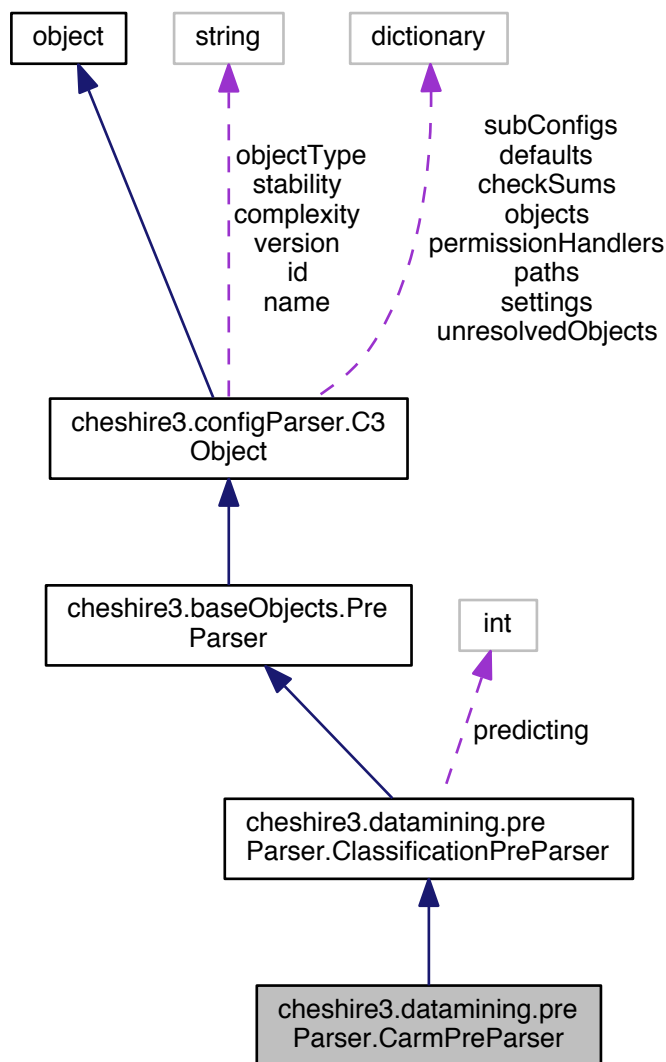 object
string
dictionary
objectType
stability
complexity
version
id
name
subConfigs
defaults
checkSums
objects
permissionHandlers
paths
settings
unresolvedObjects
cheshire3.configParser.C3
Object
cheshire3.baseObjects.Pre
Parser
int
predicting
cheshire3.datamining.pre
Parser.ClassificationPreParser
cheshire3.datamining.pre
Parser.CarmPreParser